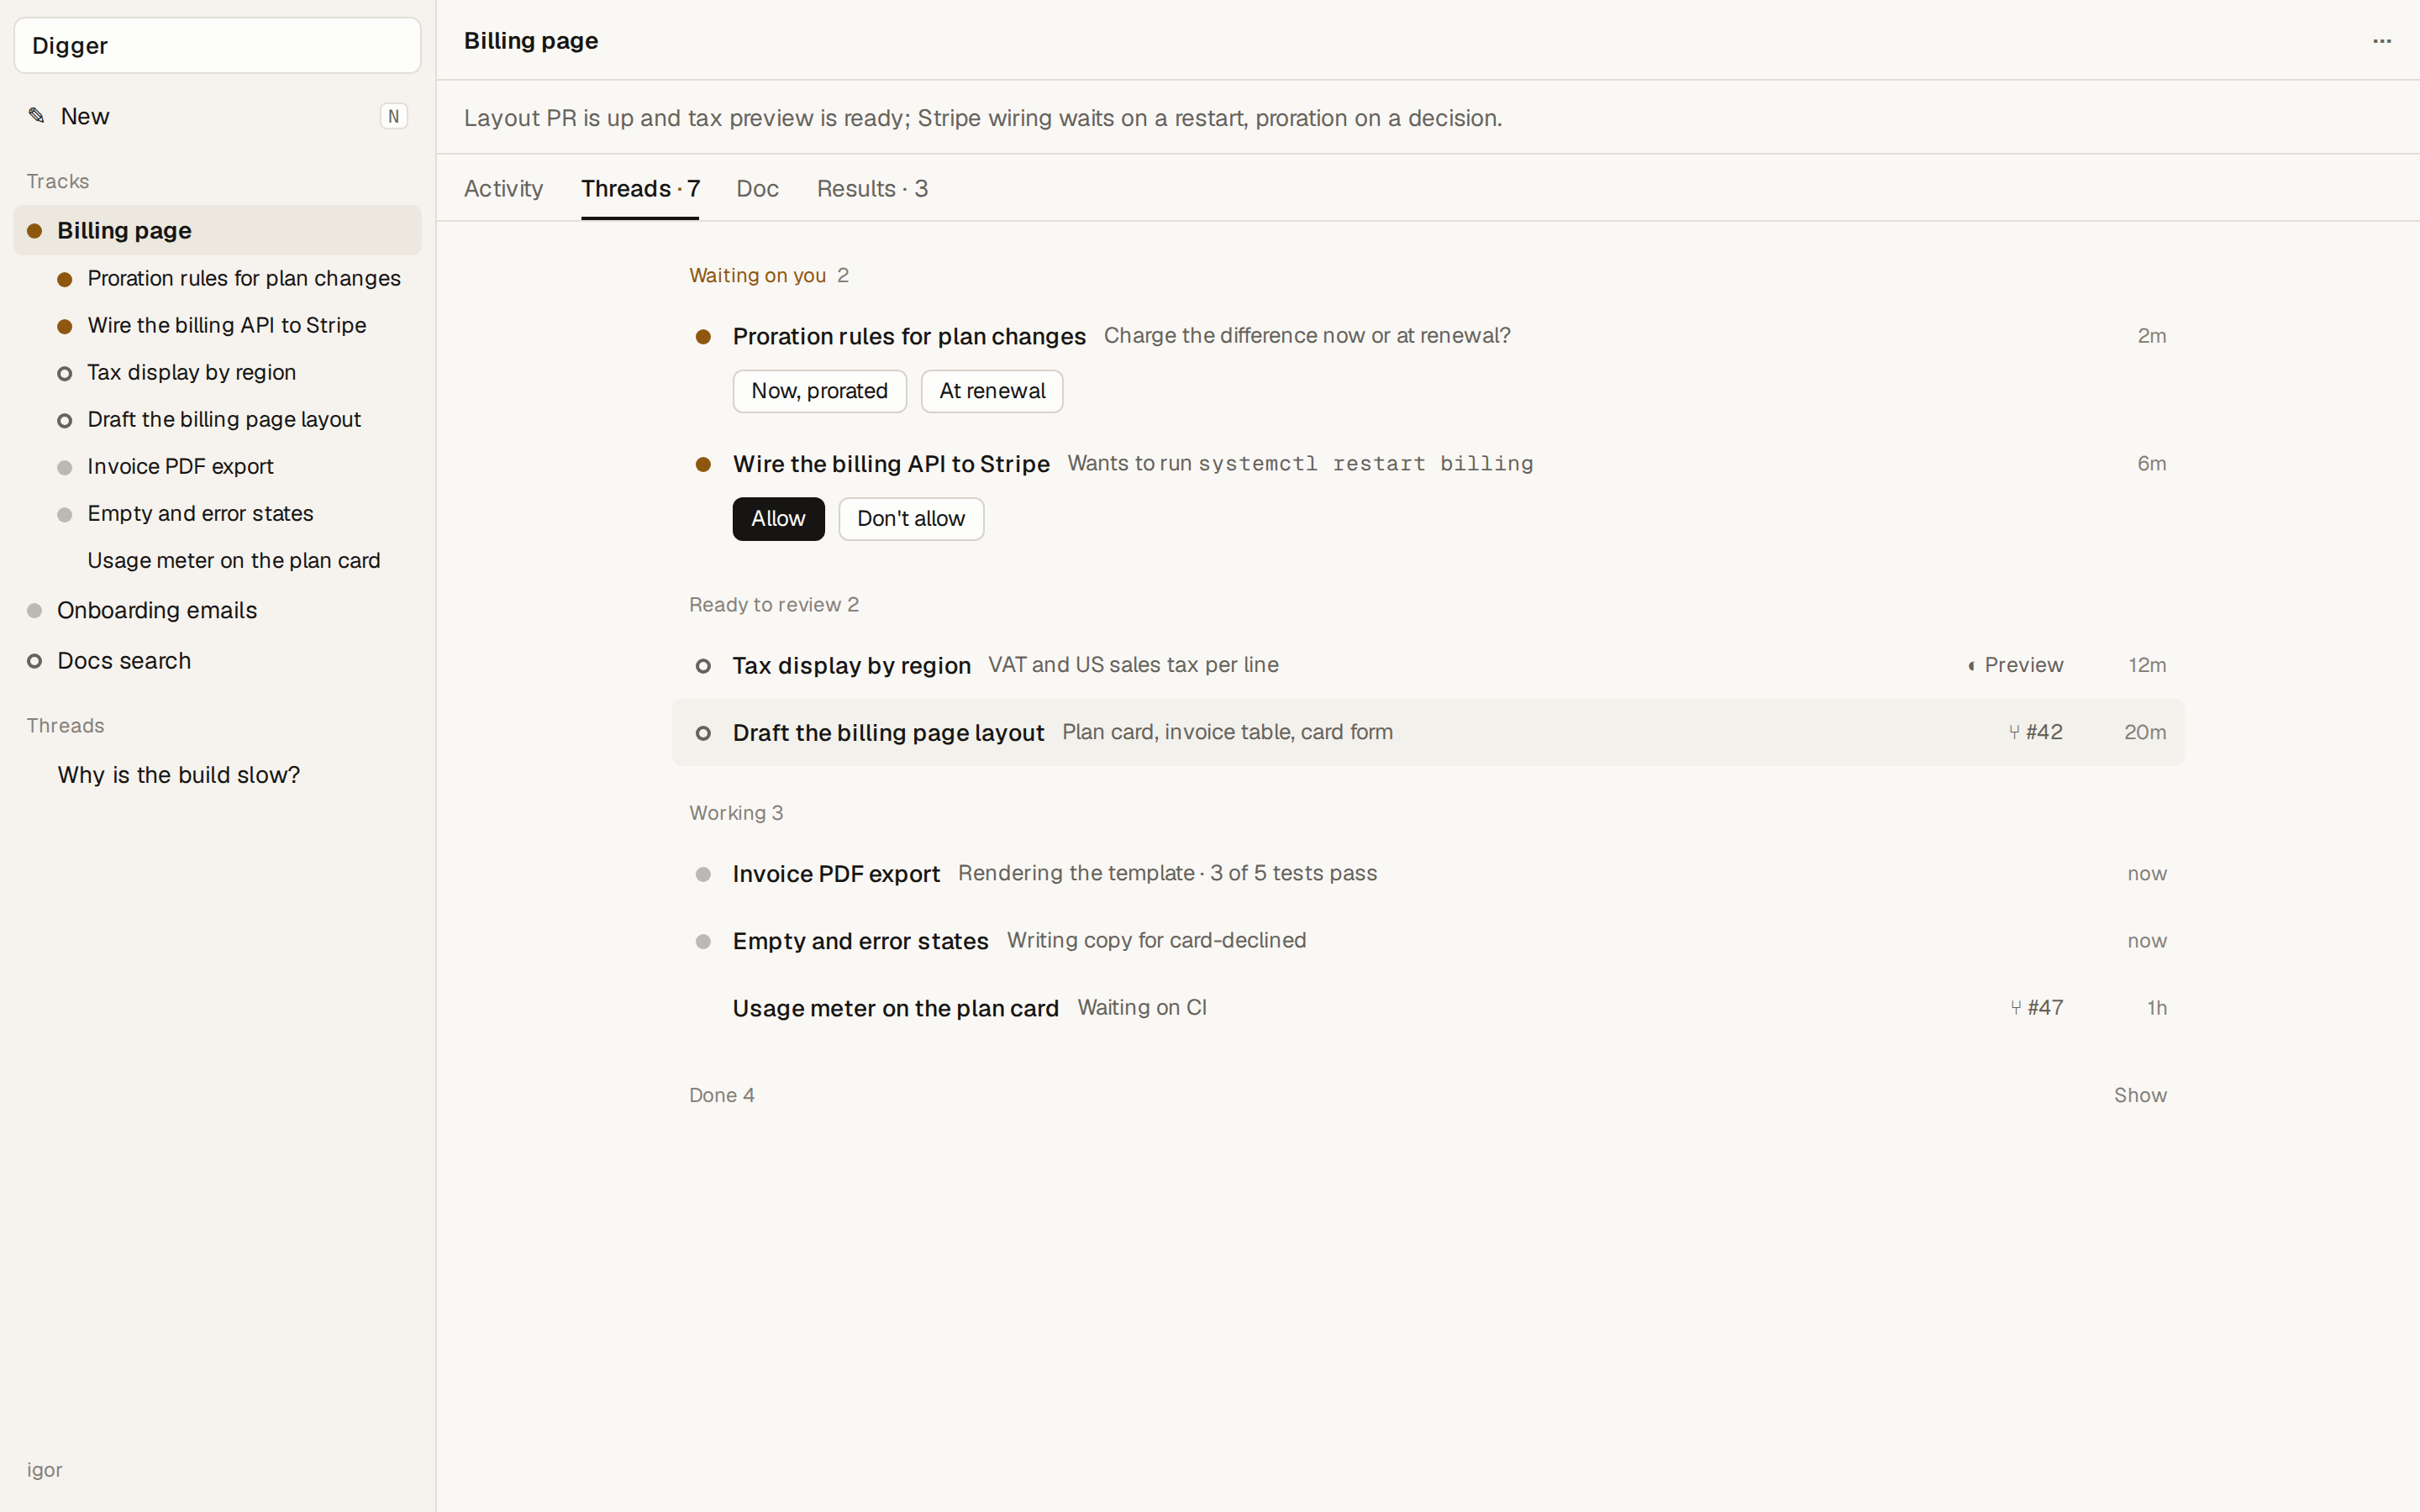 Digger
New N
Tracks
Billing page
Proration rules for plan changes
Wire the billing API to Stripe
Tax display by region
Draft the billing page layout
Invoice PDF export
Empty and error states
Usage meter on the plan card
Onboarding emails
Docs search
Threads
Why is the build slow?
igor
Billing page
Layout PR is up and tax preview is ready; Stripe wiring waits on a restart, proration on a decision.
Activity Threads · 7 Doc Results · 3
Waiting on you 2
Proration rules for plan changes Charge the difference now or at renewal? 2m
Now, prorated At renewal
Wire the billing API to Stripe Wants to run systemctl restart billing 6m
Allow Don't allow
Ready to review 2
Tax display by region VAT and US sales tax per line Preview 12m
Draft the billing page layout Plan card, invoice table, card form #42 20m
Working 3
Invoice PDF export Rendering the template · 3 of 5 tests pass now
Empty and error states Writing copy for card-declined now
Usage meter on the plan card Waiting on CI #47 1h
Done 4 Show